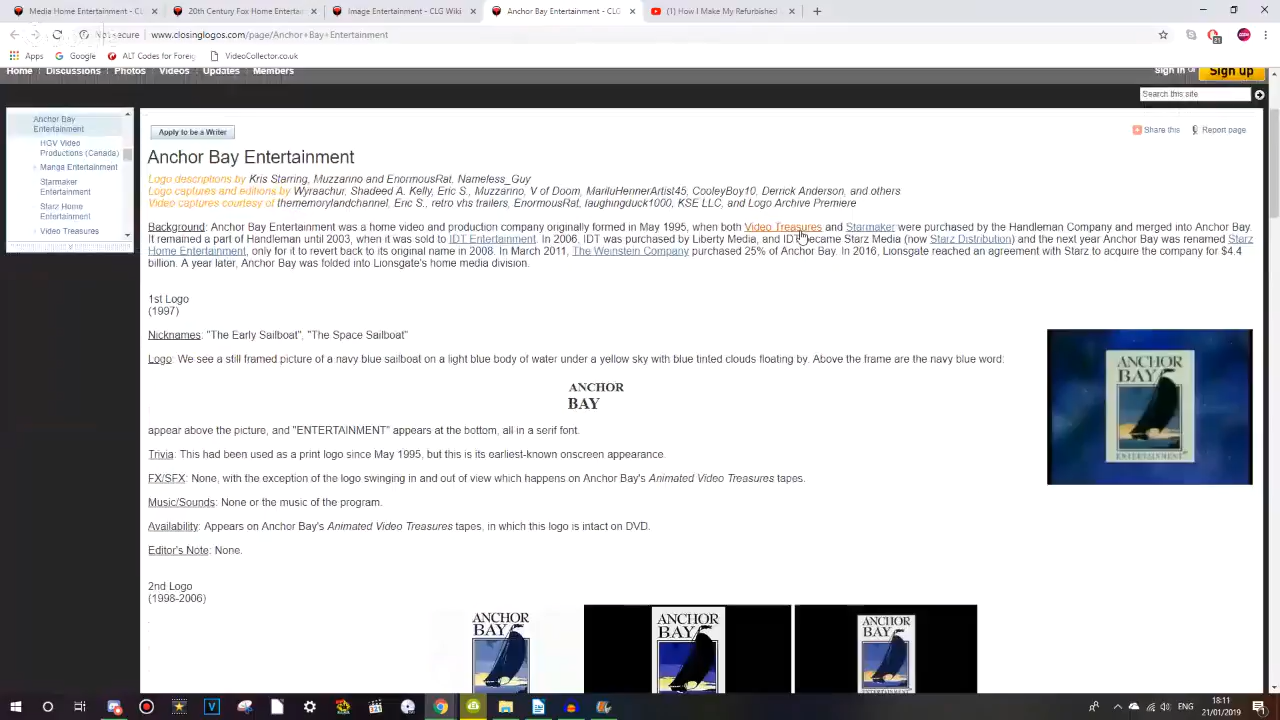 Media Home Entertainment - CLG W
20th Century Fox Home Entertain
Image Entertainment - CLG Wiki
Anchor Bay Entertainment - CLG
(1) How I Make My Refurbished
secure | www.closinglogos.com/page/Anchor+Bay+Entertainment
Apps Google ALT Codes for Foreig VideoCollector.co.uk
Home Discussions Photos Videos Updates Members
Sign in or Sign up
Search this site
Anchor Bay
Entertainment
HGV Video
Productions (Canada)
Manga Entertainment
Starmaker
Entertainment
Starz Home
Entertainment
Video Treasures
Apply to be a Writer
Share this Report page
Anchor Bay Entertainment
Logo descriptions by Kris Starring, Muzzarino and EnormousRat, Nameless_Guy
Logo captures and editions by Wyraachur, Shadeed A. Kelly, Eric S., Muzzarino, V of Doom, MariluHennerArtist45, CooleyBoy10, Derrick Anderson, and others
Video captures courtesy of thememorylandchannel, Eric S., retro vhs trailers, EnormousRat, laughingduck1000, KSE LLC, and Logo Archive Premiere
Background: Anchor Bay Entertainment was a home video and production company originally formed in May 1995, when both Video Treasures and Starmaker were purchased by the Handleman Company and merged into Anchor Bay.
It remained a part of Handleman until 2003, when it was sold to IDT Entertainment. In 2006, IDT was purchased by Liberty Media, and IDT became Starz Media (now Starz Distribution) and the next year Anchor Bay was renamed Starz
Home Entertainment, only for it to revert back to its original name in 2008. In March 2011, The Weinstein Company purchased 25% of Anchor Bay. In 2016, Lionsgate reached an agreement with Starz to acquire the company for $4.4
billion. A year later, Anchor Bay was folded into Lionsgate's home media division.
1st Logo
(1997)
Nicknames: "The Early Sailboat", "The Space Sailboat"
Logo: We see a still framed picture of a navy blue sailboat on a light blue body of water under a yellow sky with blue tinted clouds floating by. Above the frame are the navy blue word:
ANCHOR
BAY
appear above the picture, and "ENTERTAINMENT" appears at the bottom, all in a serif font.
Trivia: This had been used as a print logo since May 1995, but this is its earliest-known onscreen appearance.
FX/SFX: None, with the exception of the logo swinging in and out of view which happens on Anchor Bay's Animated Video Treasures tapes.
Music/Sounds: None or the music of the program.
Availability: Appears on Anchor Bay's Animated Video Treasures tapes, in which this logo is intact on DVD.
Editor's Note: None.
ANCHOR
BAY
ENTERTAINMENT
2nd Logo
(1998-2006)
ANCHOR
BAY
ANCHOR
BAY
ANCHOR
BAY
ENTERTAINMENT
ENG
18:11
21/01/2019